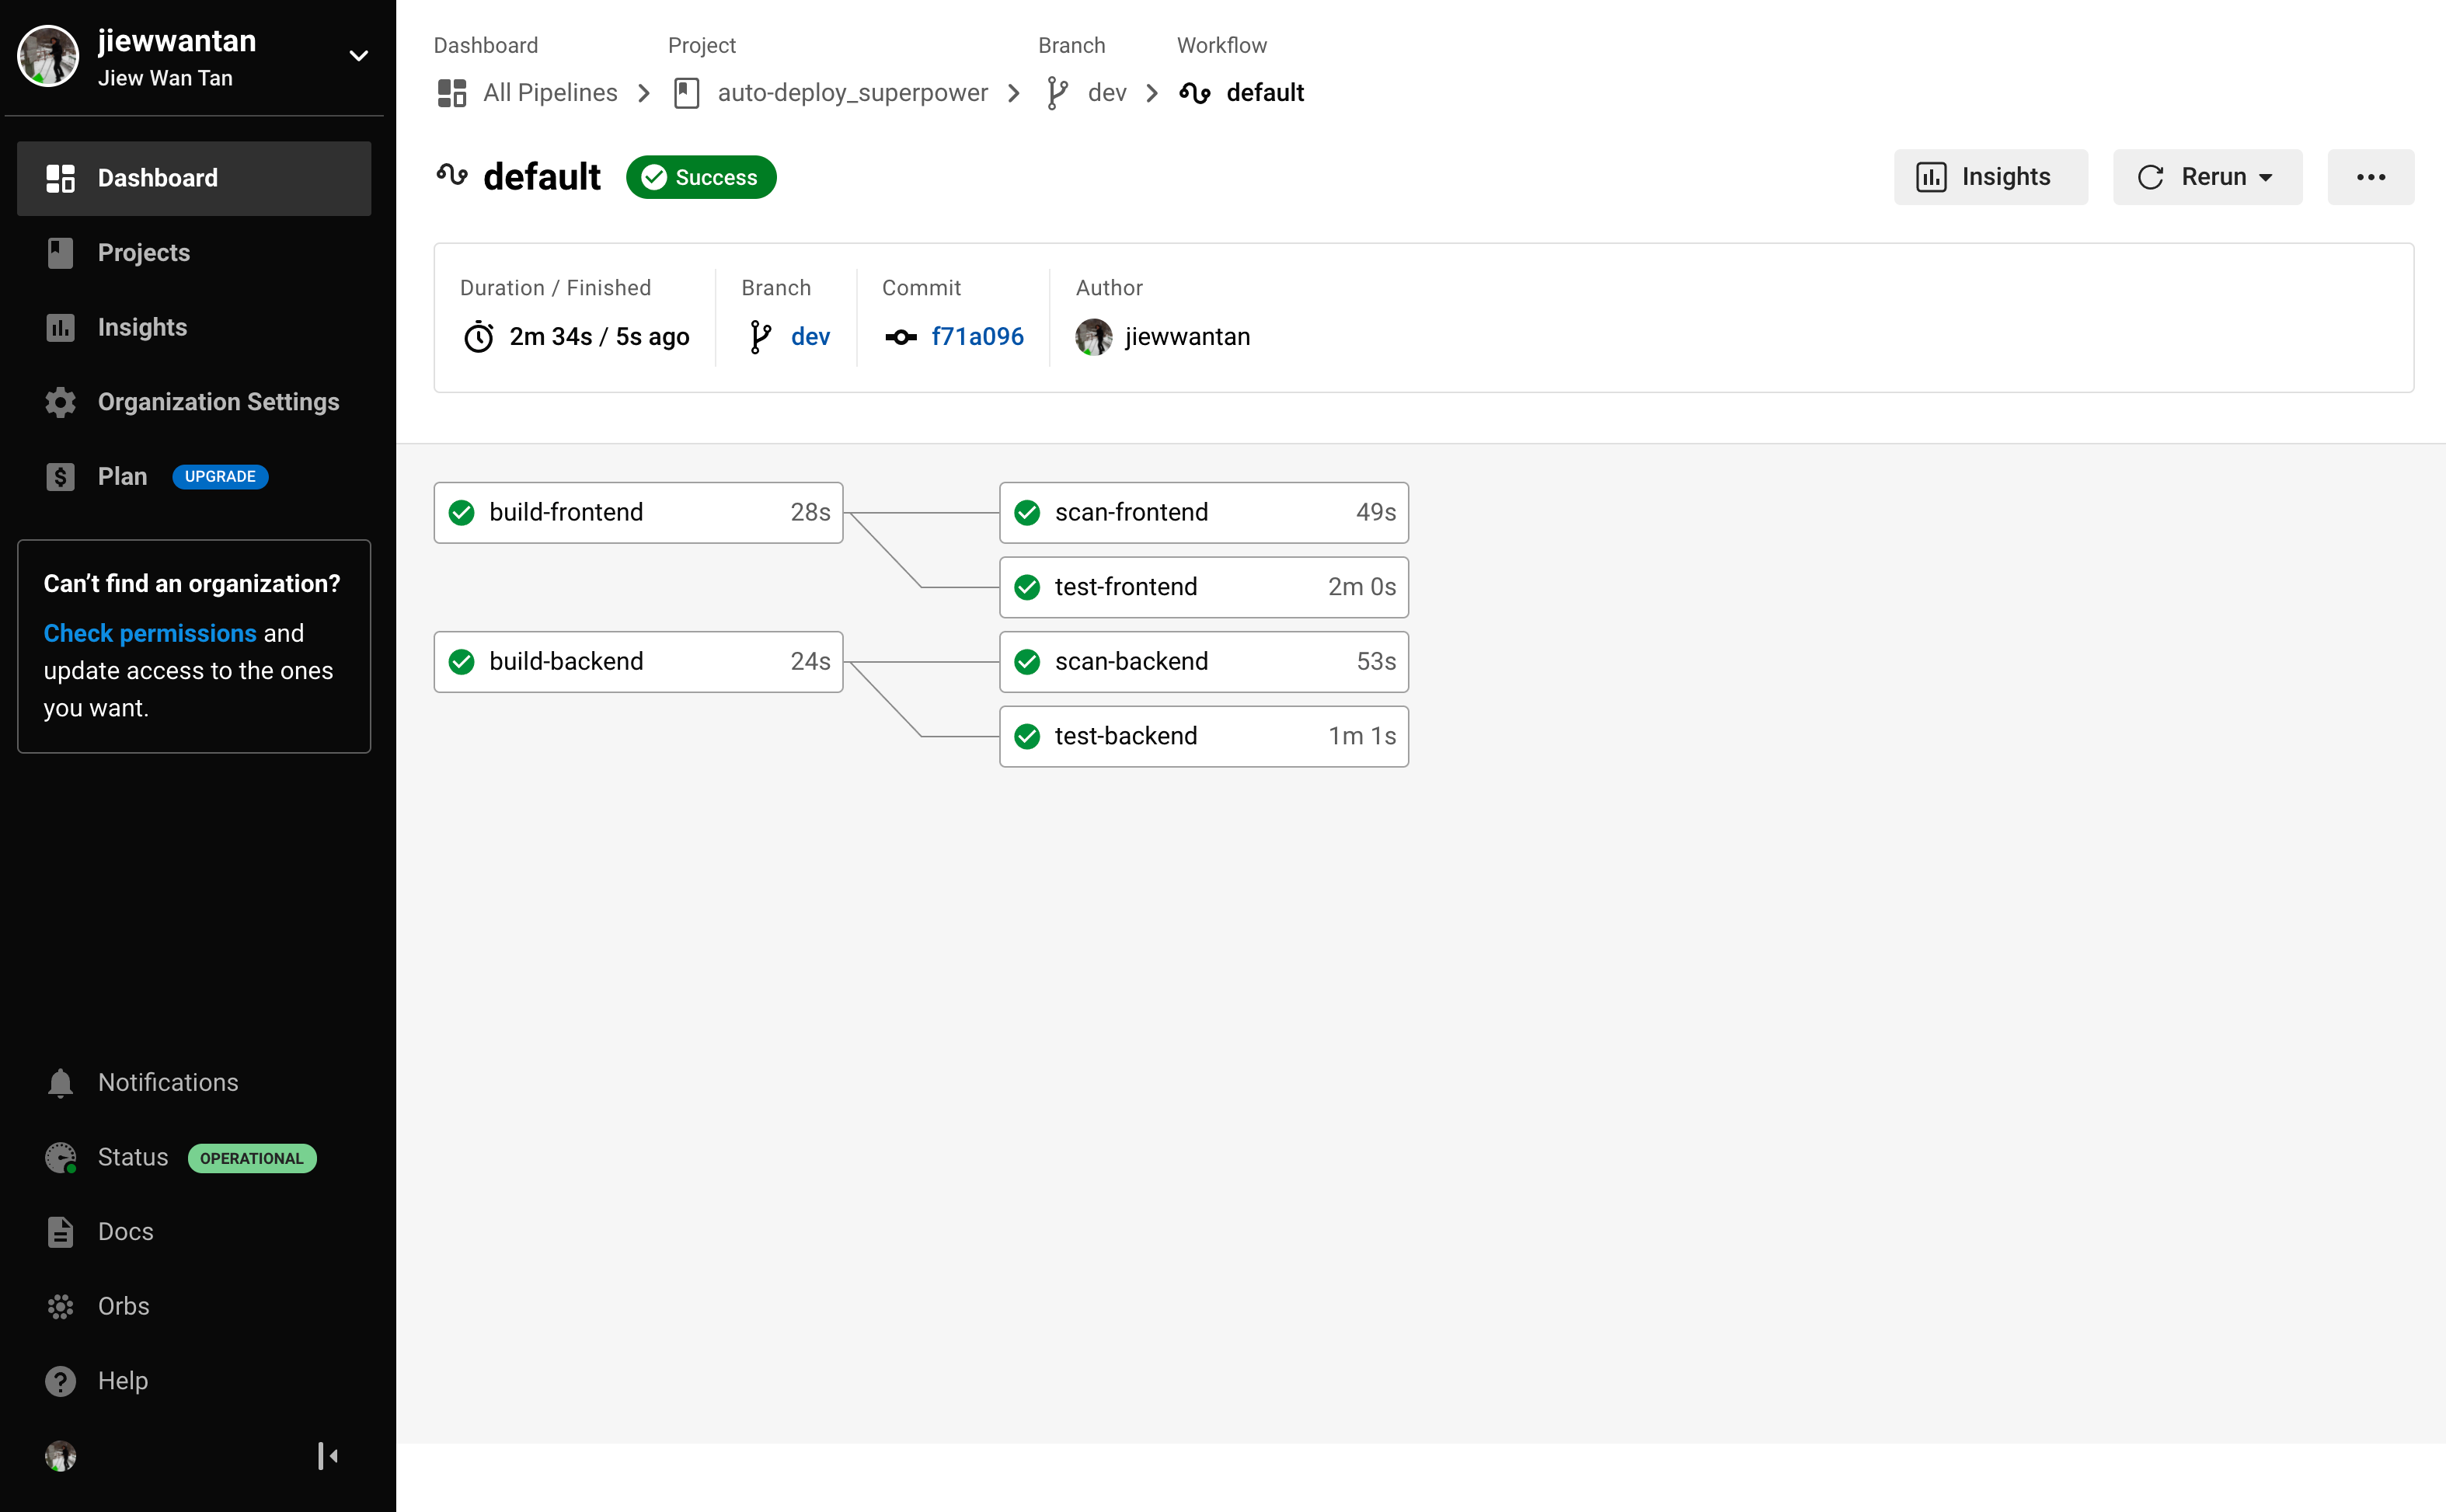 jiewwantan
Jiew Wan Tan
Dashboard
Projects
Insights
Organization Settings
Plan UPGRADE
Can’t find an organization?
Check permissions and
update access to the ones
you want.
Notifications
Status OPERATIONAL
Docs
Orbs
Help
Dashboard Project Branch Workflow
All Pipelines auto-deploy_superpower dev default
default Success Insights Rerun
Duration / Finished Branch Commit Author
2m 34s / 5s ago dev f71a096 jiewwantan
build-frontend 28s scan-frontend 49s
test-frontend 2m 0s
build-backend 24s scan-backend 53s
test-backend 1m 1s